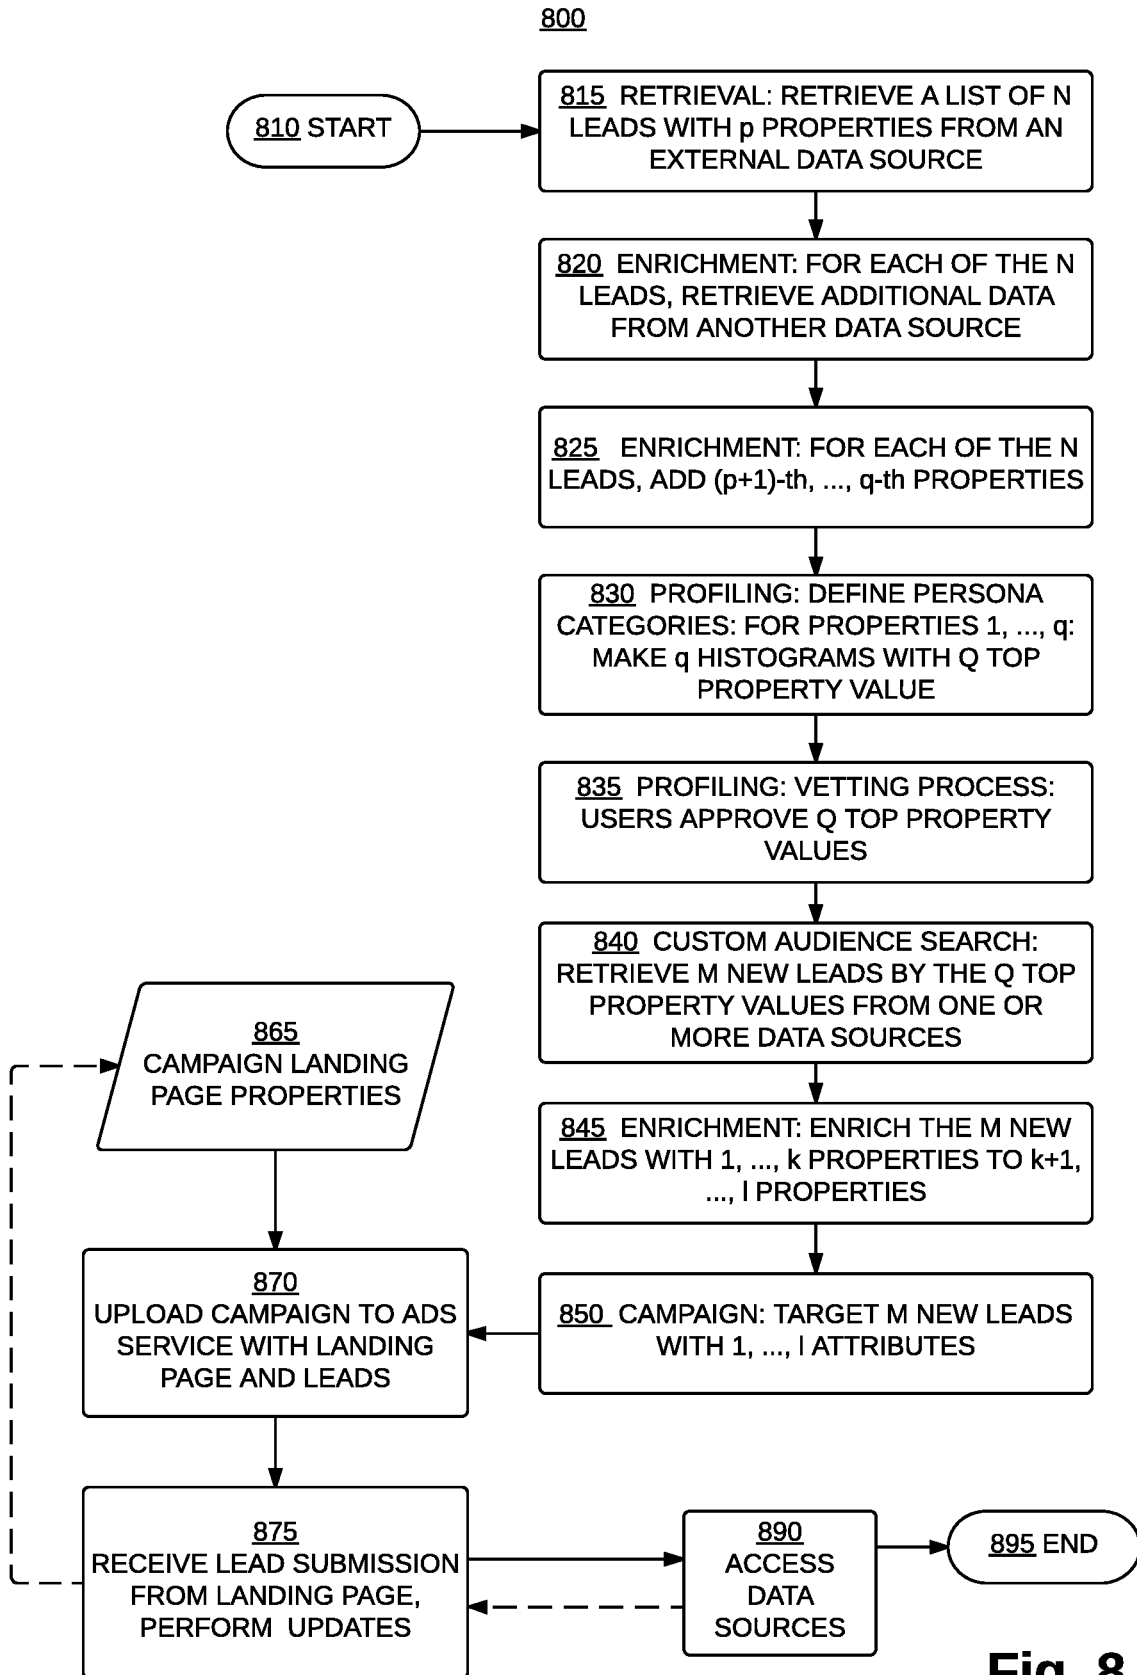 800
810 START
815 RETRIEVAL: RETRIEVE A LIST OF N
LEADS WITH p PROPERTIES FROM AN
EXTERNAL DATA SOURCE
820 ENRICHMENT: FOR EACH OF THE N
LEADS, RETRIEVE ADDITIONAL DATA
FROM ANOTHER DATA SOURCE
825 ENRICHMENT: FOR EACH OF THE N
LEADS, ADD (p+1)-th, ..., q-th PROPERTIES
830 PROFILING: DEFINE PERSONA
CATEGORIES: FOR PROPERTIES 1, ..., q:
MAKE q HISTOGRAMS WITH Q TOP
PROPERTY VALUE
835 PROFILING: VETTING PROCESS:
USERS APPROVE Q TOP PROPERTY
VALUES
840 CUSTOM AUDIENCE SEARCH:
RETRIEVE M NEW LEADS BY THE Q TOP
PROPERTY VALUES FROM ONE OR
MORE DATA SOURCES
845 ENRICHMENT: ENRICH THE M NEW
LEADS WITH 1, ..., k PROPERTIES TO k+1,
..., l PROPERTIES
850 CAMPAIGN: TARGET M NEW LEADS
WITH 1, ..., l ATTRIBUTES
865
CAMPAIGN LANDING
PAGE PROPERTIES
870
UPLOAD CAMPAIGN TO ADS
SERVICE WITH LANDING
PAGE AND LEADS
875
RECEIVE LEAD SUBMISSION
FROM LANDING PAGE,
PERFORM UPDATES
890
ACCESS
DATA
SOURCES
895 END
Fig. 8